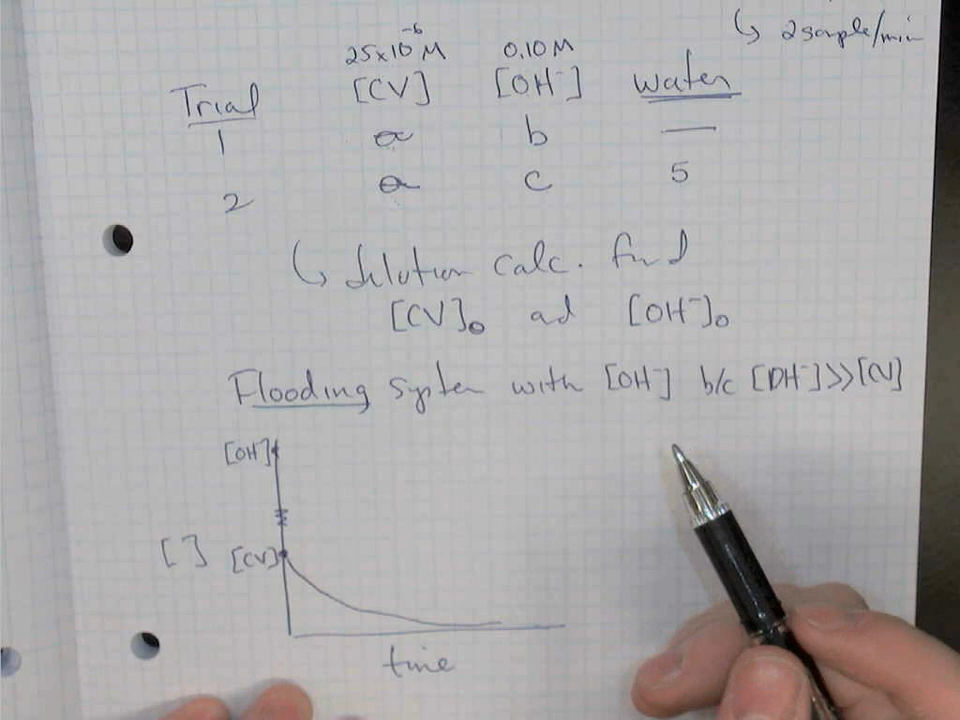 ↳ 2 sample/min
25x10⁻⁶ M 0.10 M
Trial [CV] [OH⁻] water
1 a b —
2 a c 5
↳ dilution calc. find
[CV]₀ ad [OH⁻]₀
Flooding system with [OH⁻] b/c [OH⁻]>>[CV]
[OH⁻]
[ ] [CV]
time